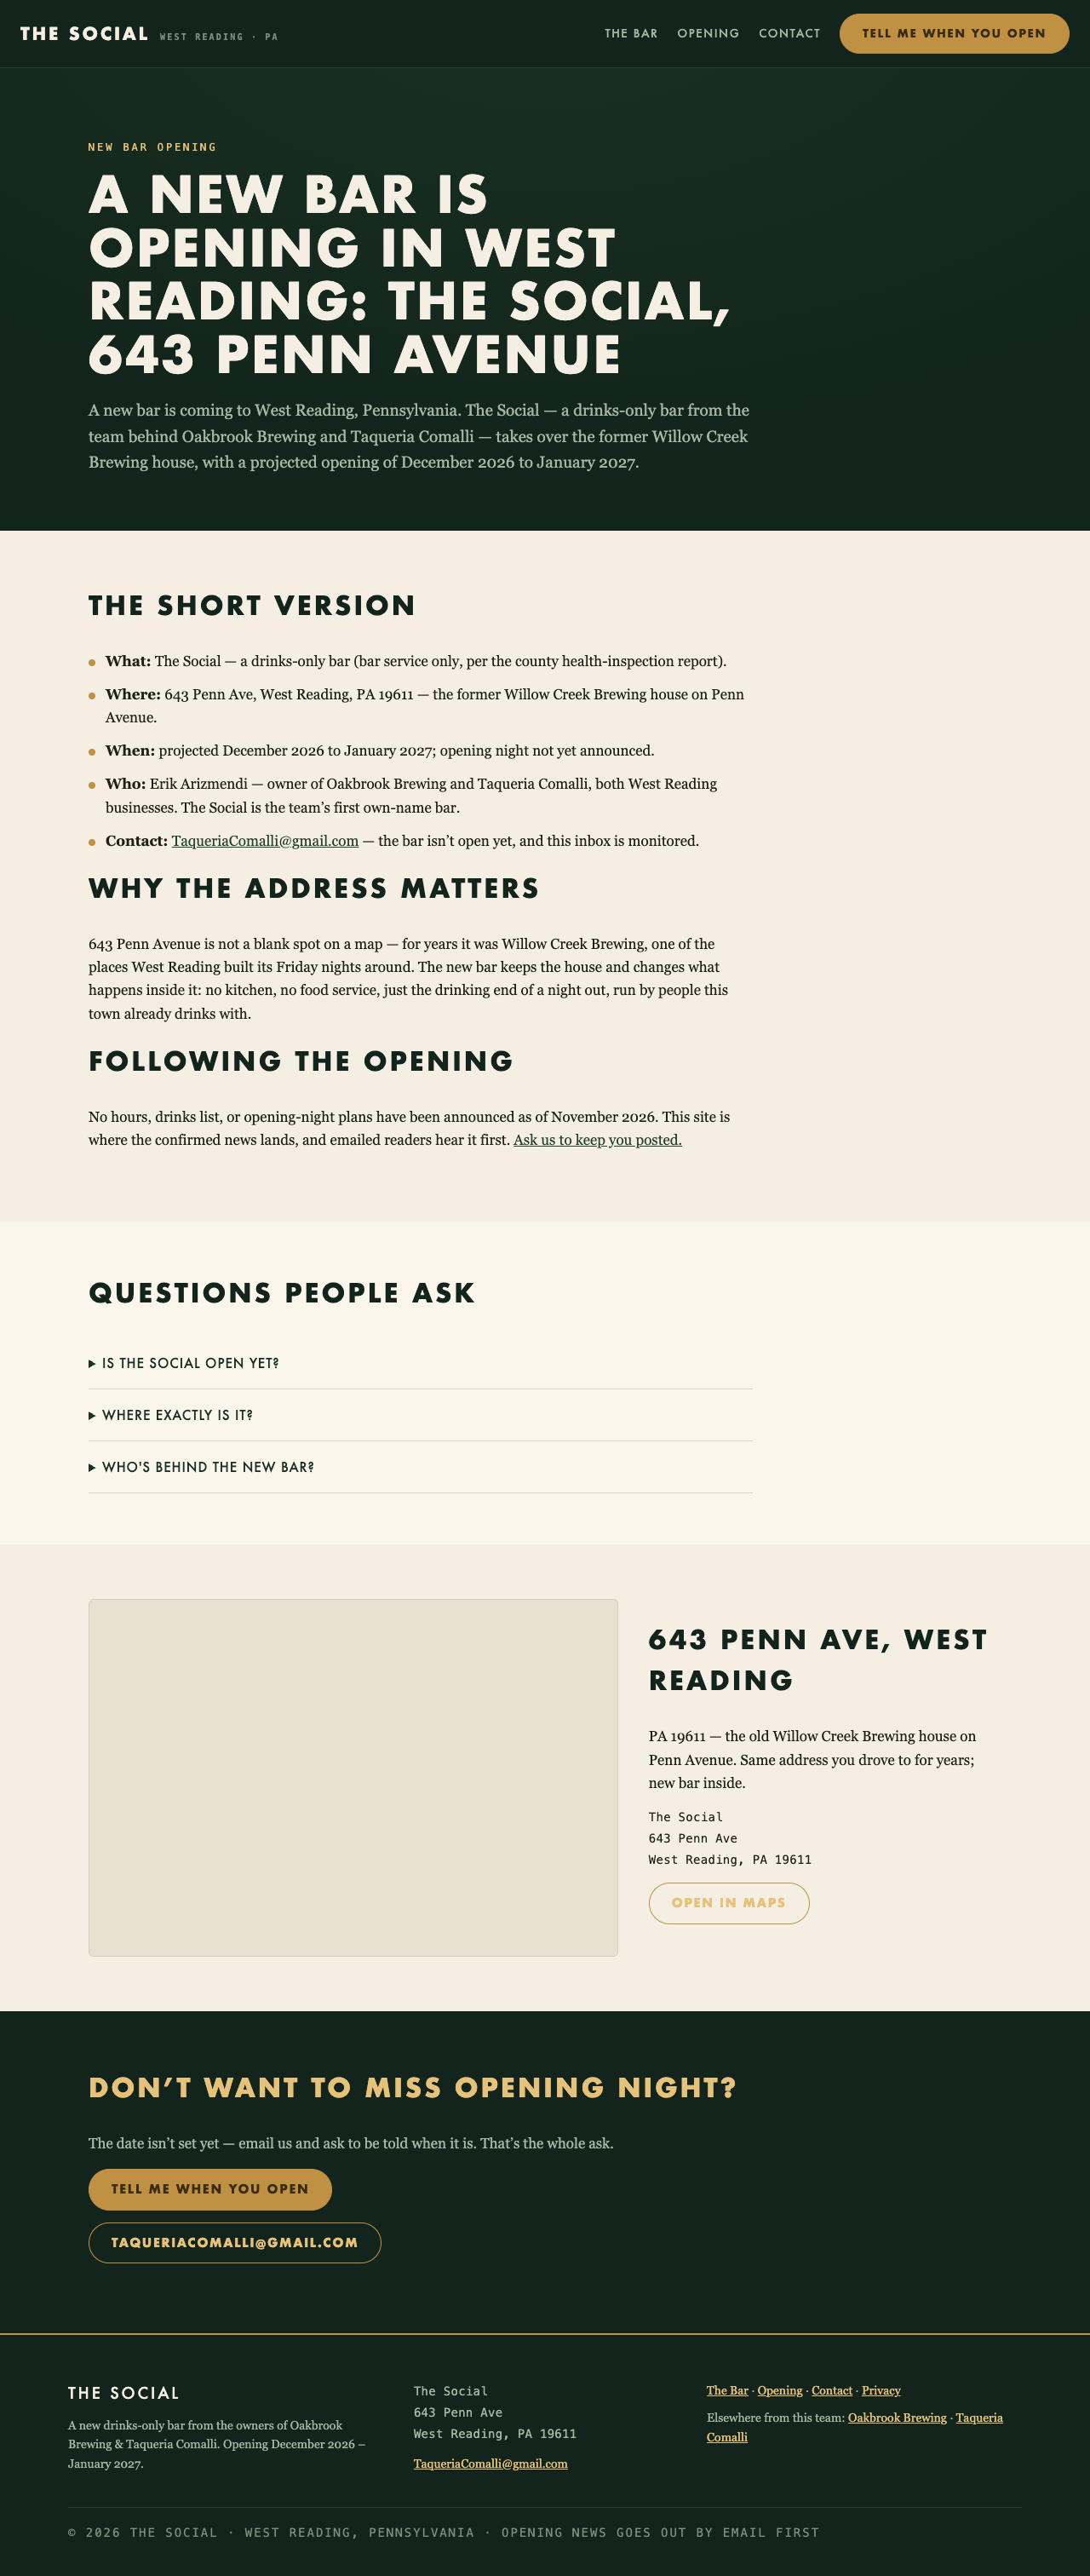 THE SOCIAL WEST READING · PA
THE BAR OPENING CONTACT TELL ME WHEN YOU OPEN
NEW BAR OPENING
A NEW BAR IS
OPENING IN WEST
READING: THE SOCIAL,
643 PENN AVENUE
A new bar is coming to West Reading, Pennsylvania. The Social — a drinks-only bar from the
team behind Oakbrook Brewing and Taqueria Comalli — takes over the former Willow Creek
Brewing house, with a projected opening of December 2026 to January 2027.
THE SHORT VERSION
What: The Social — a drinks-only bar (bar service only, per the county health-inspection report).
Where: 643 Penn Ave, West Reading, PA 19611 — the former Willow Creek Brewing house on Penn
Avenue.
When: projected December 2026 to January 2027; opening night not yet announced.
Who: Erik Arizmendi — owner of Oakbrook Brewing and Taqueria Comalli, both West Reading
businesses. The Social is the team’s first own-name bar.
Contact: TaqueriaComalli@gmail.com — the bar isn’t open yet, and this inbox is monitored.
WHY THE ADDRESS MATTERS
643 Penn Avenue is not a blank spot on a map — for years it was Willow Creek Brewing, one of the
places West Reading built its Friday nights around. The new bar keeps the house and changes what
happens inside it: no kitchen, no food service, just the drinking end of a night out, run by people this
town already drinks with.
FOLLOWING THE OPENING
No hours, drinks list, or opening-night plans have been announced as of November 2026. This site is
where the confirmed news lands, and emailed readers hear it first. Ask us to keep you posted.
QUESTIONS PEOPLE ASK
IS THE SOCIAL OPEN YET?
WHERE EXACTLY IS IT?
WHO'S BEHIND THE NEW BAR?
643 PENN AVE, WEST
READING
PA 19611 — the old Willow Creek Brewing house on
Penn Avenue. Same address you drove to for years;
new bar inside.
The Social
643 Penn Ave
West Reading, PA 19611
OPEN IN MAPS
DON’T WANT TO MISS OPENING NIGHT?
The date isn’t set yet — email us and ask to be told when it is. That’s the whole ask.
TELL ME WHEN YOU OPEN
TAQUERIACOMALLI@GMAIL.COM
THE SOCIAL
A new drinks-only bar from the owners of Oakbrook
Brewing & Taqueria Comalli. Opening December 2026 –
January 2027.
The Social
643 Penn Ave
West Reading, PA 19611
TaqueriaComalli@gmail.com
The Bar · Opening · Contact · Privacy
Elsewhere from this team: Oakbrook Brewing · Taqueria
Comalli
© 2026 THE SOCIAL · WEST READING, PENNSYLVANIA · OPENING NEWS GOES OUT BY EMAIL FIRST